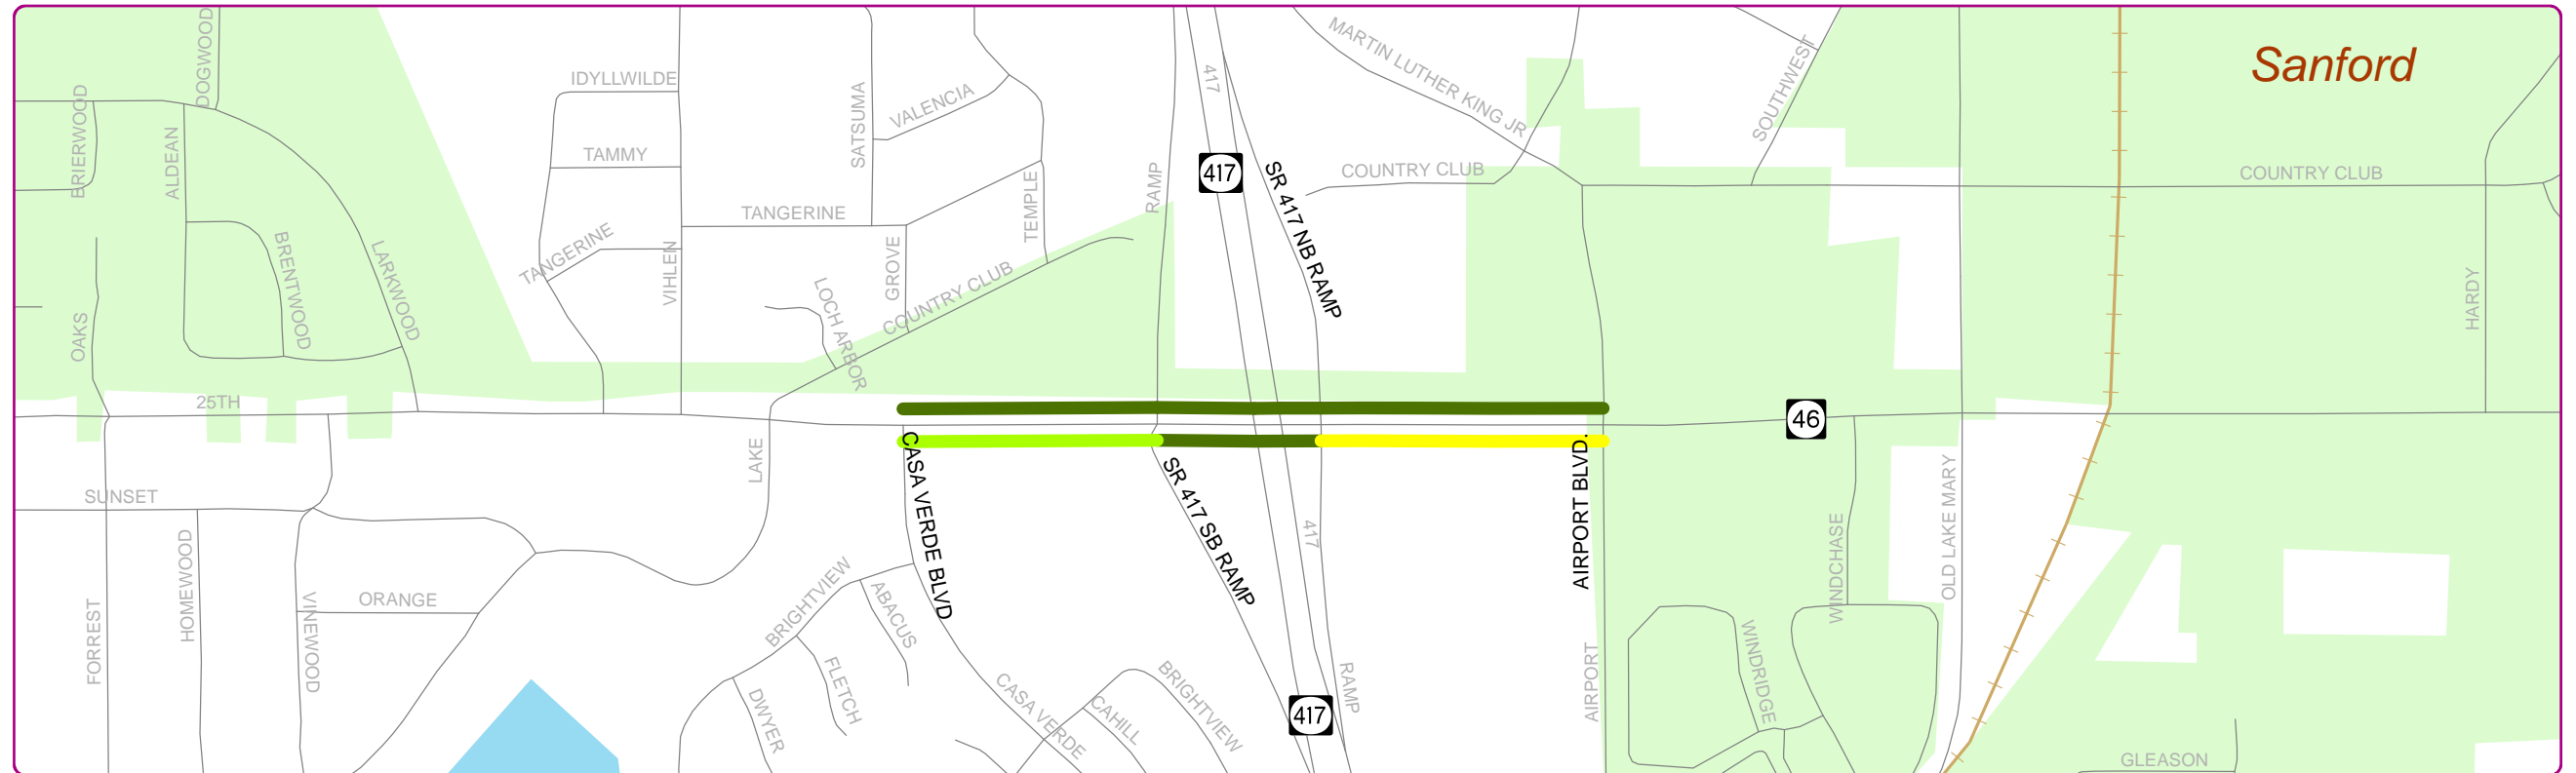 DOGWOOD
BRIERWOOD
ALDEAN
IDYLLWILDE
SATSUMA
VALENCIA
417
MARTIN LUTHER KING JR
SOUTHWEST
Sanford
TAMMY
RAMP
417
SR 417 NB RAMP
COUNTRY CLUB
COUNTRY CLUB
TANGERINE
TEMPLE
TANGERINE
BRENTWOOD
LARKWOOD
VIHLEN
GROVE
LOCH ARBOR
COUNTRY CLUB
OAKS
HARDY
25TH
46
LAKE
CASA VERDE BLVD
SR 417 SB RAMP
417
AIRPORT BLVD.
OLD LAKE MARY
SUNSET
HOMEWOOD
FORREST
VINEWOOD
ORANGE
BRIGHTVIEW
ABACUS
WINDCHASE
DWYER
FLETCH
CASA VERDE
CAHILL
BRIGHTVIEW
417
RAMP
AIRPORT
WINDRIDGE
GLEASON